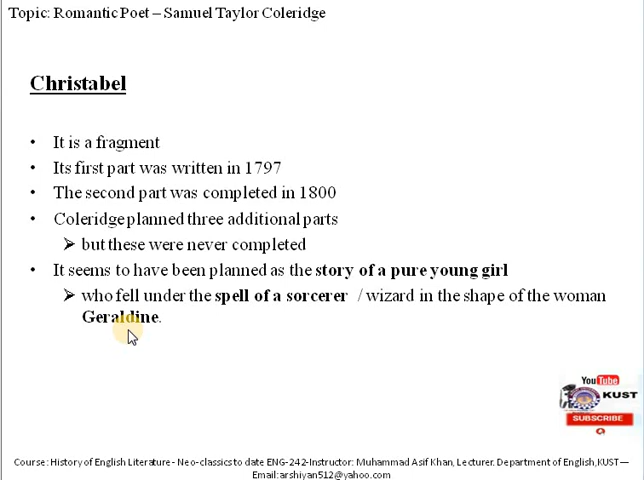 Topic: Romantic Poet – Samuel Taylor Coleridge
Christabel
• It is a fragment
• Its first part was written in 1797
• The second part was completed in 1800
• Coleridge planned three additional parts
➢ but these were never completed
• It seems to have been planned as the story of a pure young girl
➢ who fell under the spell of a sorcerer / wizard in the shape of the woman
Geraldine.
YouTube
KUST
SUBSCRIBE
Course: History of English Literature - Neo-classics to date ENG-242-Instructor: Muhammad Asif Khan, Lecturer. Department of English,KUST—
Email:arshiyan512@yahoo.com